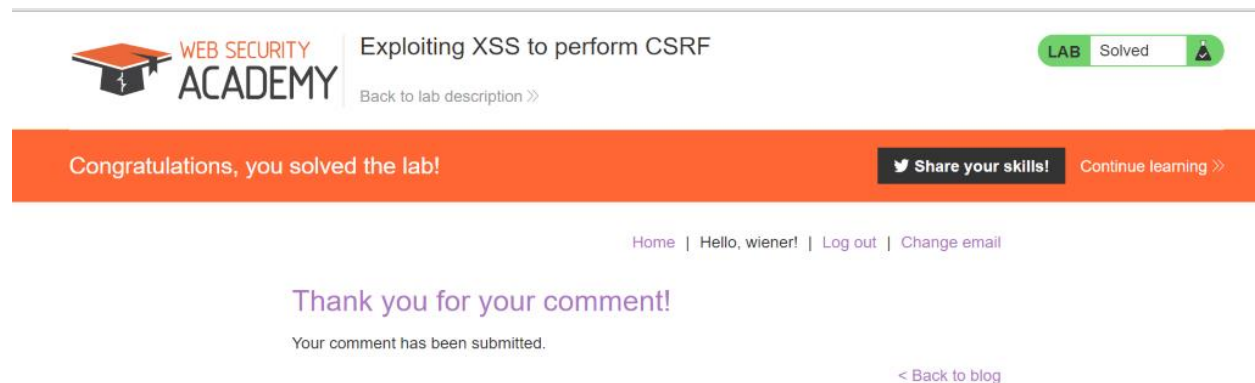 WEB SECURITY
ACADEMY
Exploiting XSS to perform CSRF
Back to lab description >>
LAB Solved
Congratulations, you solved the lab!
Share your skills!
Continue learning >>
Home | Hello, wiener! | Log out | Change email
Thank you for your comment!
Your comment has been submitted.
< Back to blog